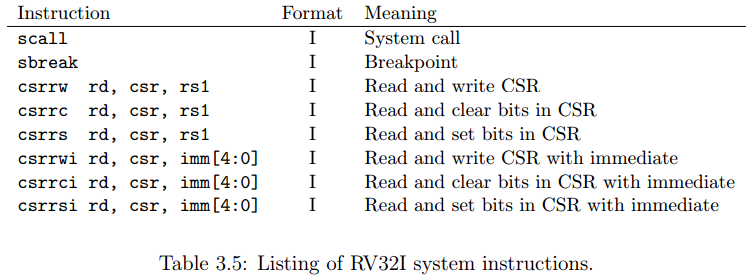 Instruction Format Meaning
scall I System call
sbreak I Breakpoint
csrrw rd, csr, rs1 I Read and write CSR
csrrc rd, csr, rs1 I Read and clear bits in CSR
csrrs rd, csr, rs1 I Read and set bits in CSR
csrrwi rd, csr, imm[4:0] I Read and write CSR with immediate
csrrci rd, csr, imm[4:0] I Read and clear bits in CSR with immediate
csrrsi rd, csr, imm[4:0] I Read and set bits in CSR with immediate
Table 3.5: Listing of RV32I system instructions.